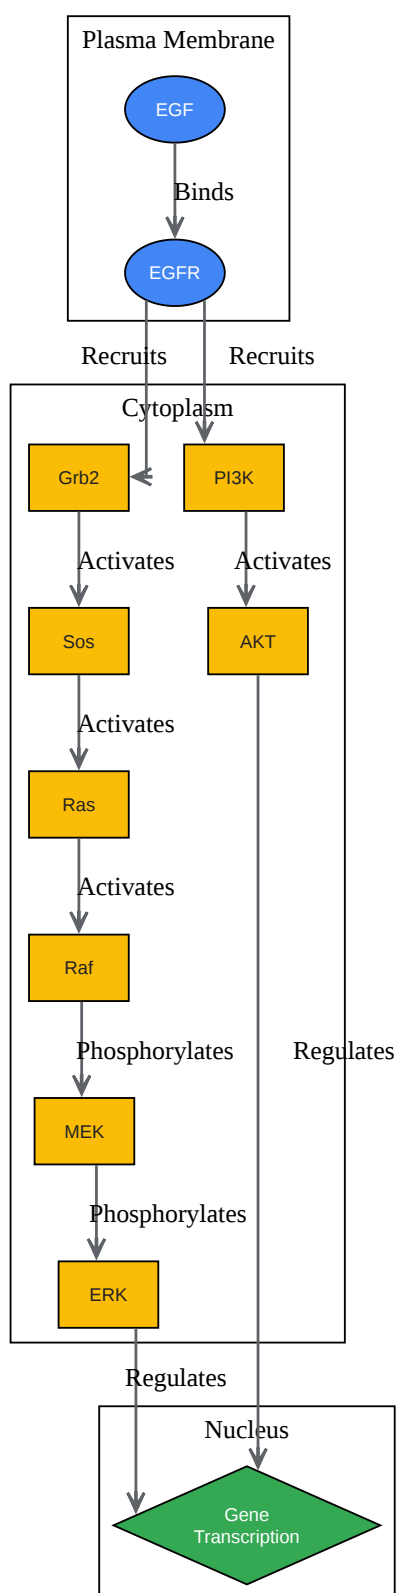 Plasma Membrane
EGF
Binds
EGFR
Recruits
Recruits
Cytoplasm
Grb2
PI3K
Activates
Activates
Sos
AKT
Activates
Ras
Activates
Raf
Phosphorylates
Regulates
MEK
Phosphorylates
ERK
Regulates
Nucleus
Gene
Transcription